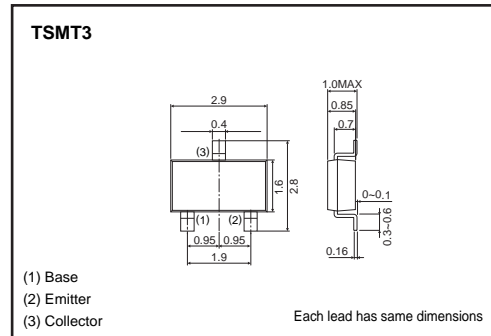 TSMT3
1.0MAX
2.9
0.85
0.4
0.7
(3)
1.6
2.8
0~0.1
(1)
(2)
0.3~0.6
0.95
0.95
0.16
1.9
(1) Base
(2) Emitter
(3) Collector
Each lead has same dimensions